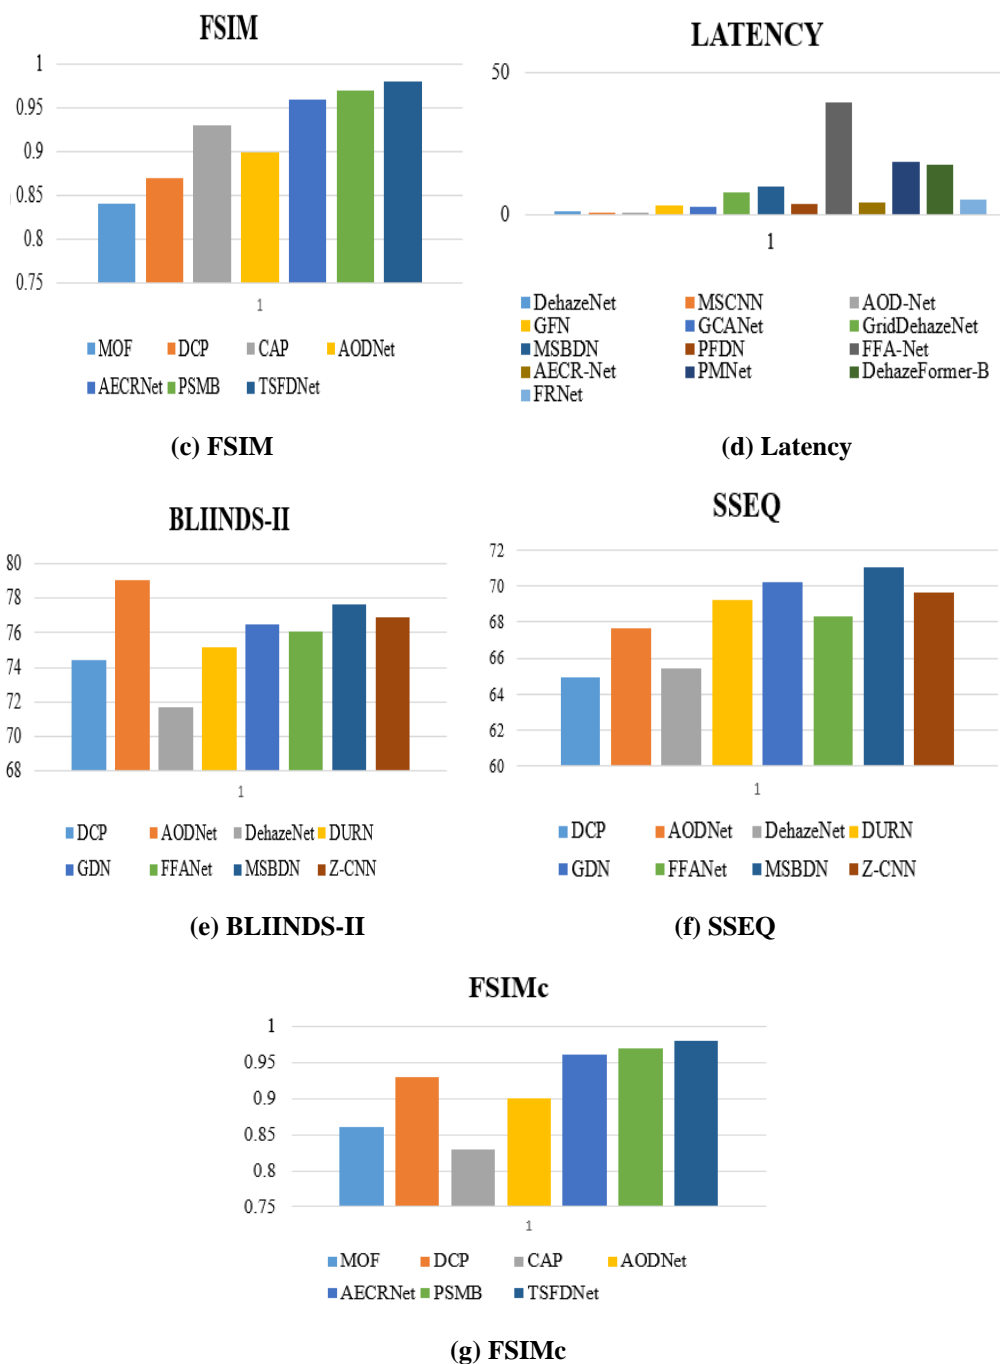 FSIM
1
0.95
0.9
0.85
0.8
0.75
1
MOF DCP CAP AODNet
AECRNet PSMB TSFDNet
(c) FSIM
LATENCY
50
0
1
DehazeNet MSCNN AOD-Net
GFN GCANet GridDehazeNet
MSBDN PFDN FFA-Net
AECR-Net PMNet DehazeFormer-B
FRNet
(d) Latency
BLIINDS-II
80
78
76
74
72
70
68
1
DCP AODNet DehazeNet DURN
GDN FFANet MSBDN Z-CNN
(e) BLIINDS-II
SSEQ
72
70
68
66
64
62
60
1
DCP AODNet DehazeNet DURN
GDN FFANet MSBDN Z-CNN
(f) SSEQ
FSIMc
1
0.95
0.9
0.85
0.8
0.75
1
MOF DCP CAP AODNet
AECRNet PSMB TSFDNet
(g) FSIMc